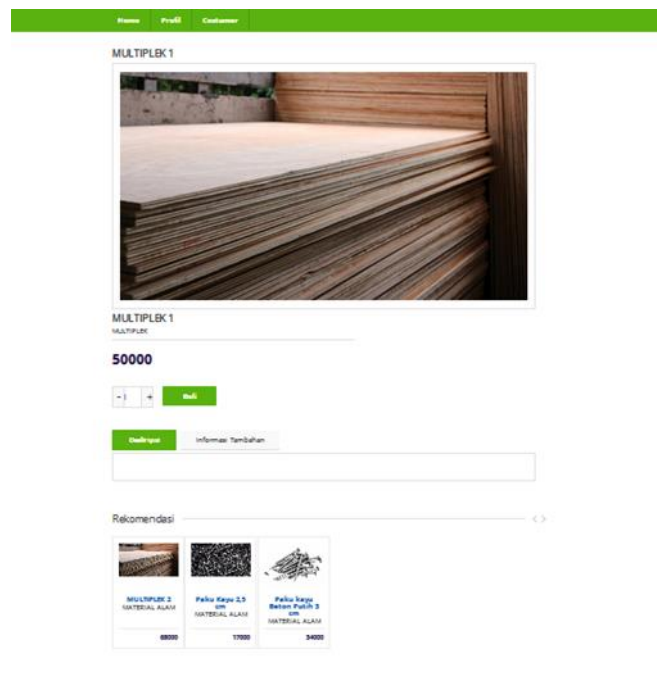 Home Profil Costumer
MULTIPLEK 1
MULTIPLEK 1
MULTIPLEK
50000
- 1 + Beli
Deskripsi Informasi Tambahan
Rekomendasi < >
MULTIPLEK 2
MATERIAL ALAM
68000
Paku Kayu 2,5
cm
MATERIAL ALAM
17000
Paku kayu
Beton Putih 3
cm
MATERIAL ALAM
34000